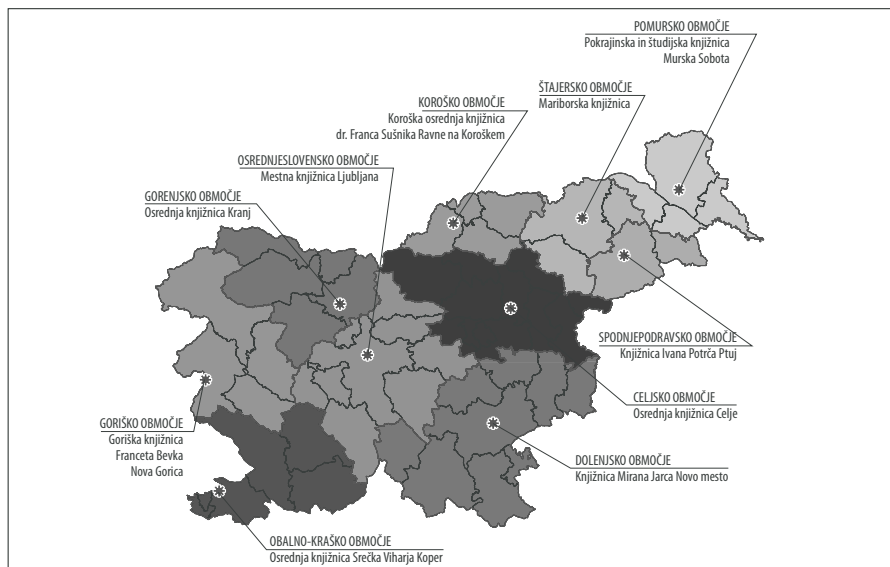 POMURSKO OBMOČJE
Pokrajinska in študijska knjižnica
Murska Sobota
ŠTAJERSKO OBMOČJE
Mariborska knjižnica
KOROŠKO OBMOČJE
Koroška osrednja knjižnica
dr. Franca Sušnika Ravne na Koroškem
OSREDNJESLOVENSKO OBMOČJE
Mestna knjižnica Ljubljana
GORENJSKO OBMOČJE
Osrednja knjižnica Kranj
SPODNJEPODRAVSKO OBMOČJE
Knjižnica Ivana Potrča Ptuj
CELJSKO OBMOČJE
Osrednja knjižnica Celje
GORIŠKO OBMOČJE
Goriška knjižnica
Franceta Bevka
Nova Gorica
DOLENJSKO OBMOČJE
Knjižnica Mirana Jarca Novo mesto
OBALNO-KRAŠKO OBMOČJE
Osrednja knjižnica Srečka Viharja Koper